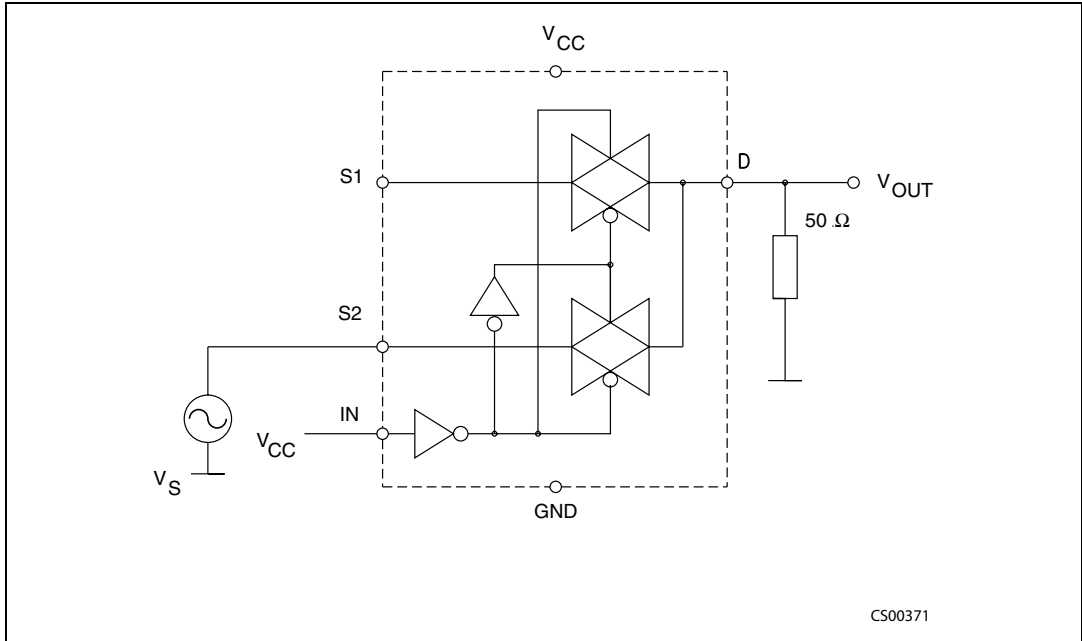 VCC
S1
D
VOUT
50 Ω
S2
IN
VCC
VS
GND
CS00371